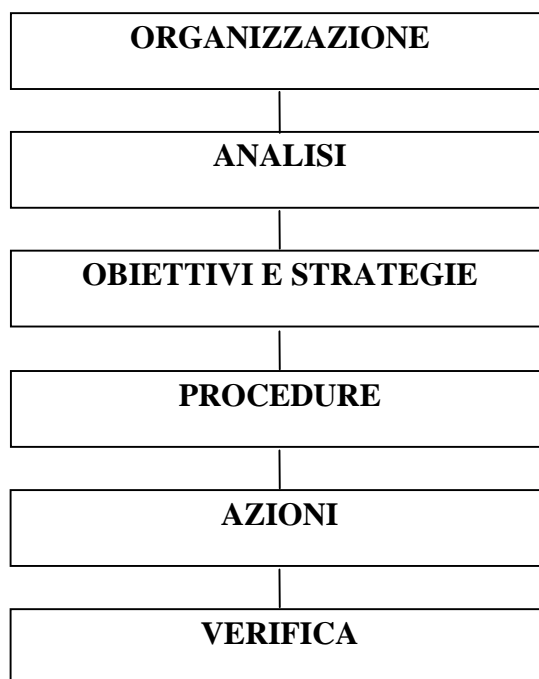 ORGANIZZAZIONE
ANALISI
OBIETTIVI E STRATEGIE
PROCEDURE
AZIONI
VERIFICA